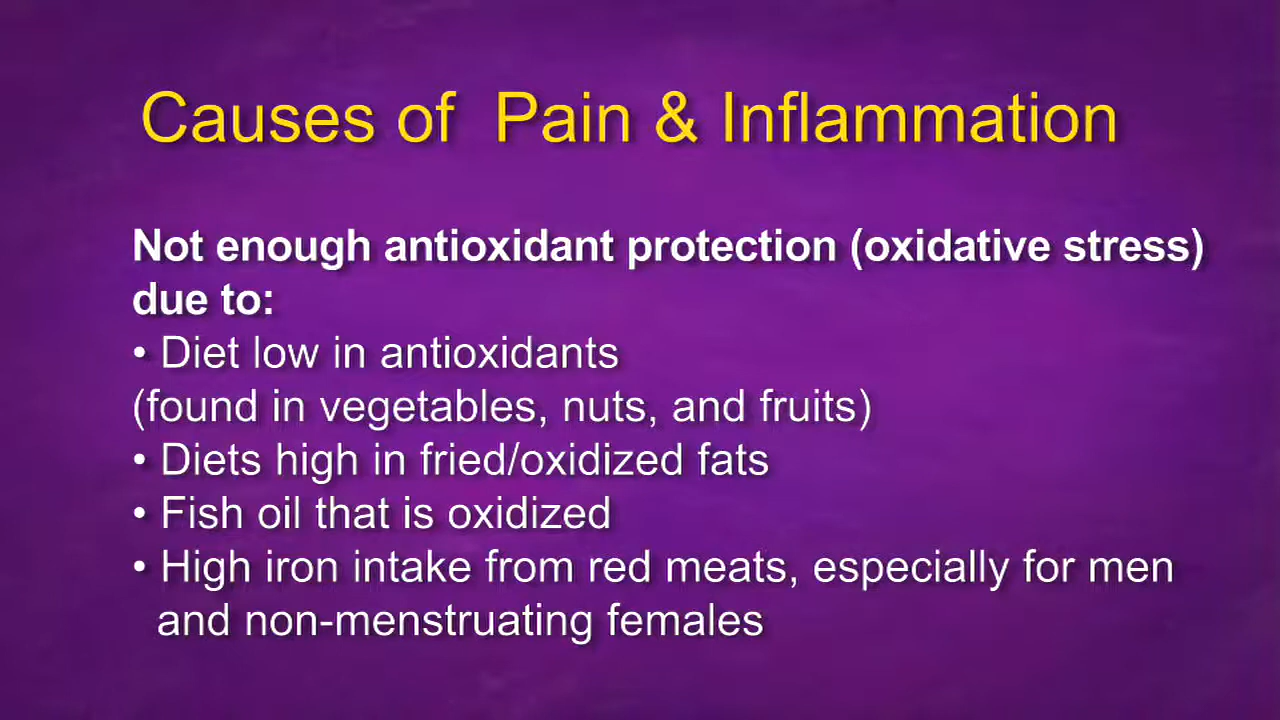 Causes of  Pain & Inflammation
Not enough antioxidant protection (oxidative stress)
due to:
• Diet low in antioxidants
(found in vegetables, nuts, and fruits)
• Diets high in fried/oxidized fats
• Fish oil that is oxidized
• High iron intake from red meats, especially for men
and non-menstruating females